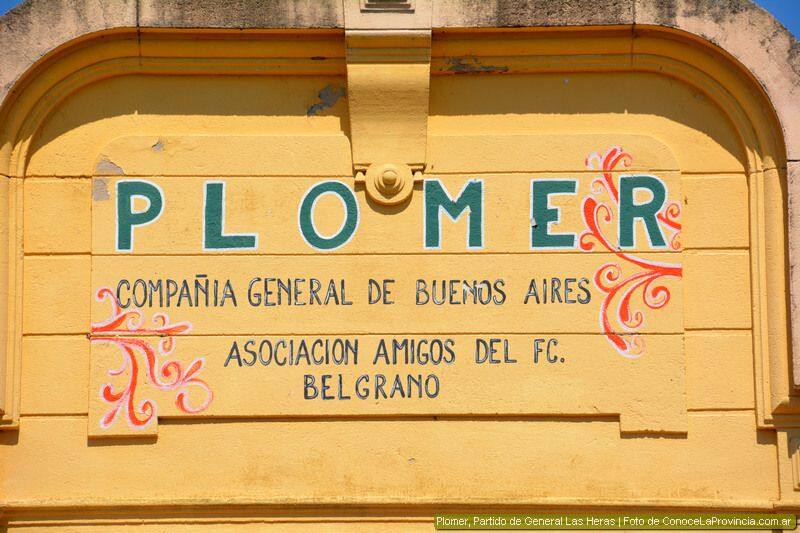 PLOMER
COMPAÑIA GENERAL DE BUENOS AIRES
ASOCIACION AMIGOS DEL FC.
BELGRANO
Plomer, Partido de General Las Heras | Foto de ConoceLaProvincia.com.ar